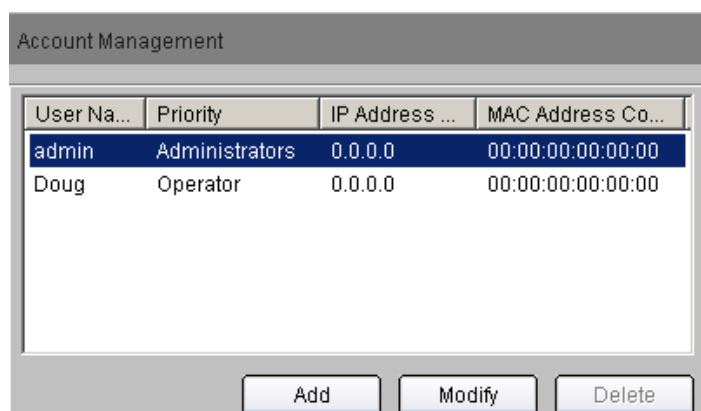 Account Management
User Na... Priority IP Address ... MAC Address Co...
admin Administrators 0.0.0.0 00:00:00:00:00:00
Doug Operator 0.0.0.0 00:00:00:00:00:00
Add Modify Delete